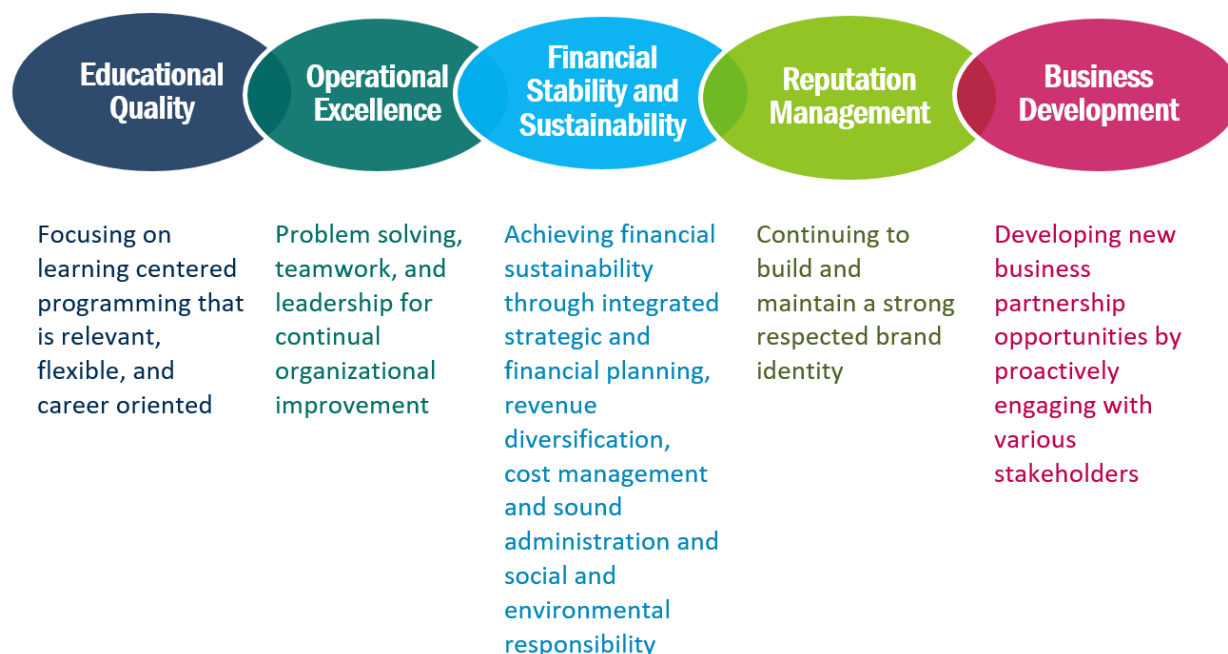 Educational
Quality
Operational
Excellence
Financial
Stability and
Sustainability
Reputation
Management
Business
Development
Focusing on
learning centered
programming that
is relevant,
flexible, and
career oriented
Problem solving,
teamwork, and
leadership for
continual
organizational
improvement
Achieving financial
sustainability
through integrated
strategic and
financial planning,
revenue
diversification,
cost management
and sound
administration and
social and
environmental
responsibility
Continuing to
build and
maintain a strong
respected brand
identity
Developing new
business
partnership
opportunities by
proactively
engaging with
various
stakeholders